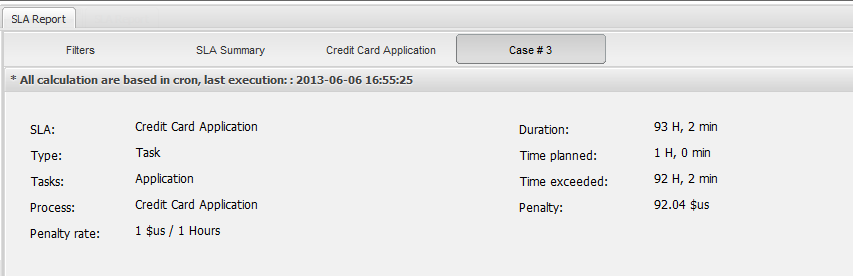 SLA Report
Filters SLA Summary Credit Card Application Case # 3
* All calculation are based in cron, last execution: : 2013-06-06 16:55:25
SLA: Credit Card Application Duration: 93 H, 2 min
Type: Task Time planned: 1 H, 0 min
Tasks: Application Time exceeded: 92 H, 2 min
Process: Credit Card Application Penalty: 92.04 $us
Penalty rate: 1 $us / 1 Hours